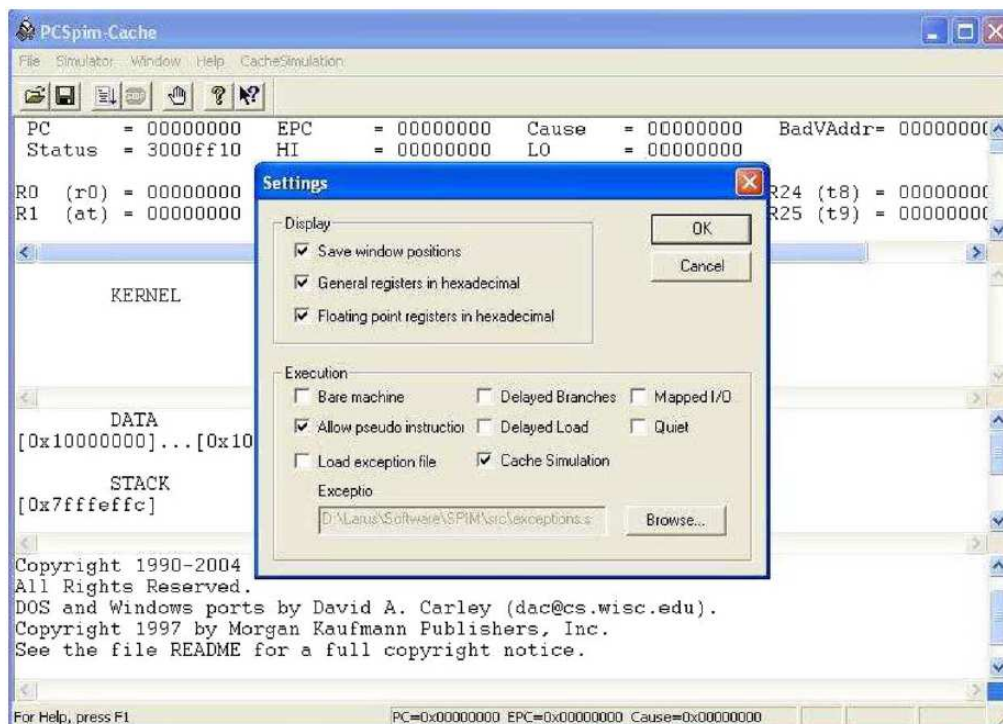 PCSpim-Cache
File Simulator Window Help CacheSimulation
PC = 00000000 EPC = 00000000 Cause = 00000000 BadVAddr= 00000000
Status = 3000ff10 HI = 00000000 LO = 00000000
R0 (r0) = 00000000 R24 (t8) = 00000000
R1 (at) = 00000000 R25 (t9) = 00000000
Settings
Display
Save window positions
General registers in hexadecimal
Floating point registers in hexadecimal
OK
Cancel
Execution
Bare machine Delayed Branches Mapped I/O
Allow pseudo instruction Delayed Load Quiet
Load exception file Cache Simulation
Exceptio
D:\Larus\Software\SPIM\src\exceptions.s Browse...
KERNEL
DATA
[0x10000000]...[0x10
STACK
[0x7fffeffc]
Copyright 1990-2004
All Rights Reserved.
DOS and Windows ports by David A. Carley (dac@cs.wisc.edu).
Copyright 1997 by Morgan Kaufmann Publishers, Inc.
See the file README for a full copyright notice.
For Help, press F1 PC=0x00000000 EPC=0x00000000 Cause=0x00000000